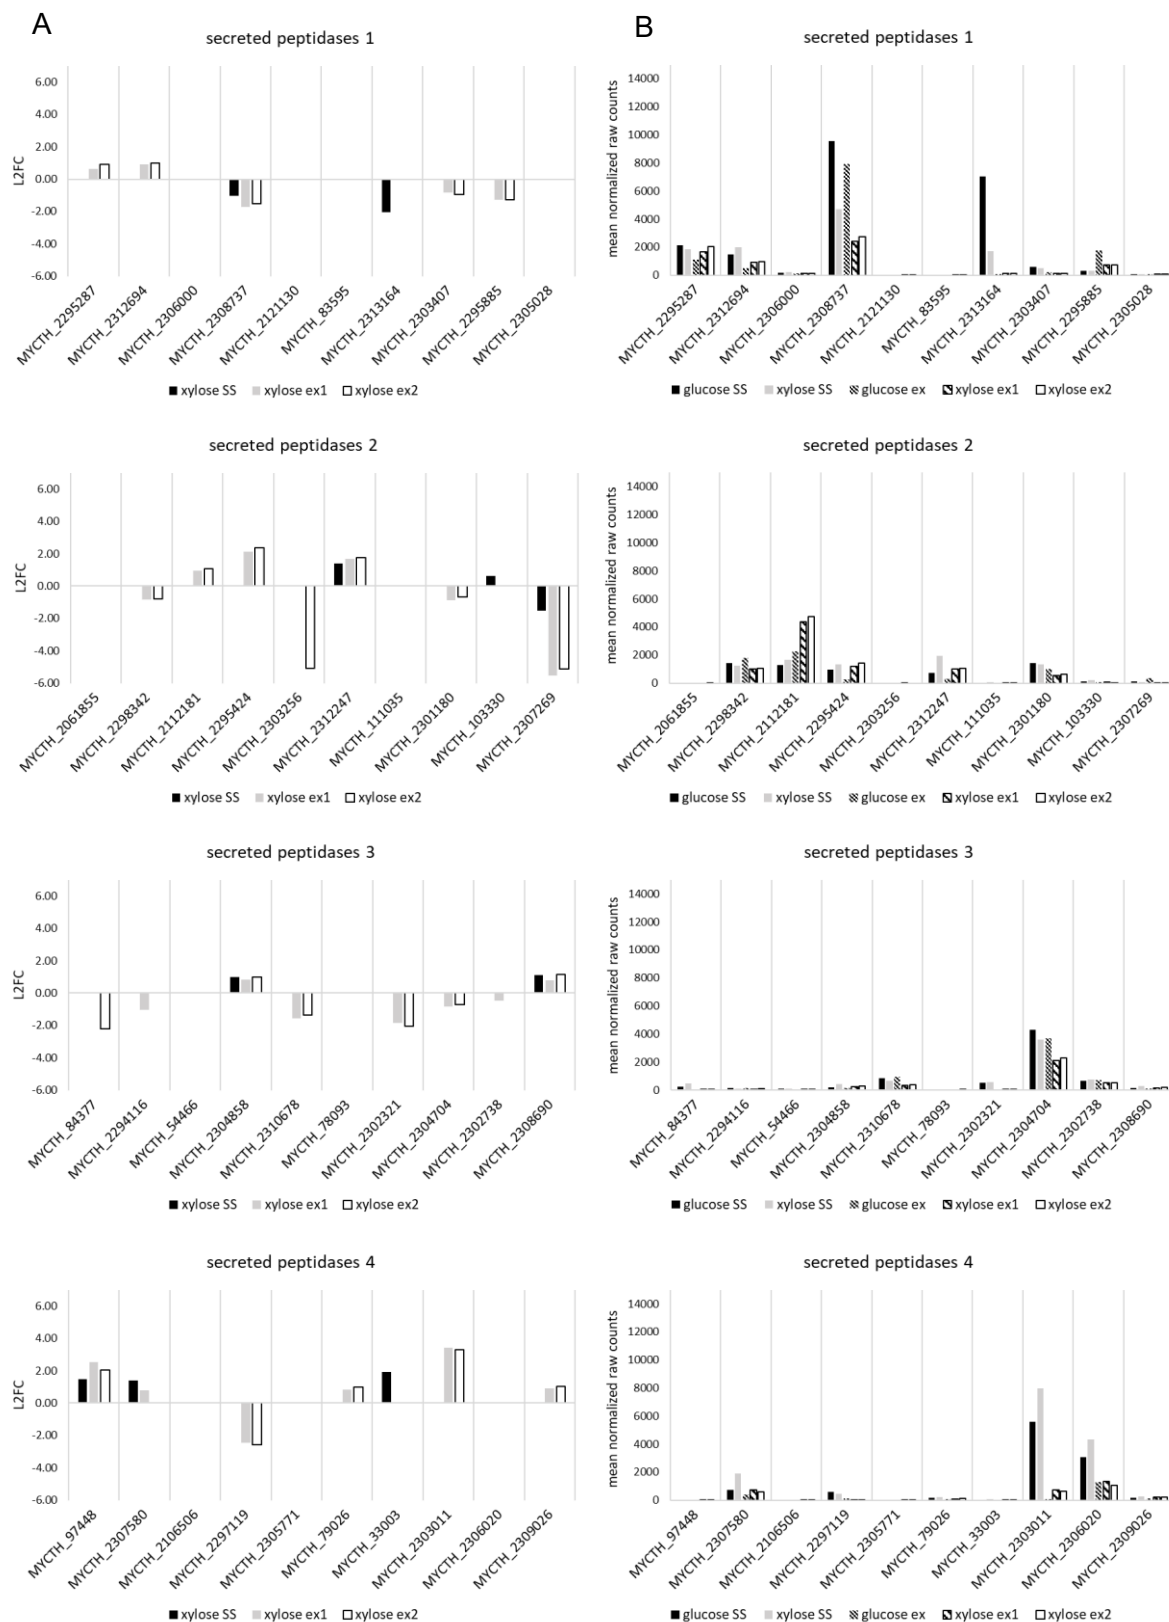 A
B
secreted peptidases 1
L2FC
6.00
4.00
2.00
0.00
-2.00
-4.00
-6.00
MYCTH_2295287
MYCTH_2312694
MYCTH_2306000
MYCTH_2308737
MYCTH_2121130
MYCTH_83595
MYCTH_2313164
MYCTH_2303407
MYCTH_2295885
MYCTH_2305028
xylose SS xylose ex1 xylose ex2
secreted peptidases 1
mean normalized raw counts
14000
12000
10000
8000
6000
4000
2000
0
MYCTH_2295287
MYCTH_2312694
MYCTH_2306000
MYCTH_2308737
MYCTH_2121130
MYCTH_83595
MYCTH_2313164
MYCTH_2303407
MYCTH_2295885
MYCTH_2305028
glucose SS xylose SS glucose ex xylose ex1 xylose ex2
secreted peptidases 2
L2FC
6.00
4.00
2.00
0.00
-2.00
-4.00
-6.00
MYCTH_2061855
MYCTH_2298342
MYCTH_2112181
MYCTH_2295424
MYCTH_2303256
MYCTH_2312247
MYCTH_111035
MYCTH_2301180
MYCTH_103330
MYCTH_2307269
xylose SS xylose ex1 xylose ex2
secreted peptidases 2
mean normalized raw counts
14000
12000
10000
8000
6000
4000
2000
0
MYCTH_2061855
MYCTH_2298342
MYCTH_2112181
MYCTH_2295424
MYCTH_2303256
MYCTH_2312247
MYCTH_111035
MYCTH_2301180
MYCTH_103330
MYCTH_2307269
glucose SS xylose SS glucose ex xylose ex1 xylose ex2
secreted peptidases 3
L2FC
6.00
4.00
2.00
0.00
-2.00
-4.00
-6.00
MYCTH_84377
MYCTH_2294116
MYCTH_54466
MYCTH_2304858
MYCTH_2310678
MYCTH_78093
MYCTH_2302321
MYCTH_2304704
MYCTH_2302738
MYCTH_2308690
xylose SS xylose ex1 xylose ex2
secreted peptidases 3
mean normalized raw counts
14000
12000
10000
8000
6000
4000
2000
0
MYCTH_84377
MYCTH_2294116
MYCTH_54466
MYCTH_2304858
MYCTH_2310678
MYCTH_78093
MYCTH_2302321
MYCTH_2304704
MYCTH_2302738
MYCTH_2308690
glucose SS xylose SS glucose ex xylose ex1 xylose ex2
secreted peptidases 4
L2FC
6.00
4.00
2.00
0.00
-2.00
-4.00
-6.00
MYCTH_97448
MYCTH_2307580
MYCTH_2106506
MYCTH_2297119
MYCTH_2305771
MYCTH_79026
MYCTH_33003
MYCTH_2303011
MYCTH_2306020
MYCTH_2309026
xylose SS xylose ex1 xylose ex2
secreted peptidases 4
mean normalized raw counts
14000
12000
10000
8000
6000
4000
2000
0
MYCTH_97448
MYCTH_2307580
MYCTH_2106506
MYCTH_2297119
MYCTH_2305771
MYCTH_79026
MYCTH_33003
MYCTH_2303011
MYCTH_2306020
MYCTH_2309026
glucose SS xylose SS glucose ex xylose ex1 xylose ex2